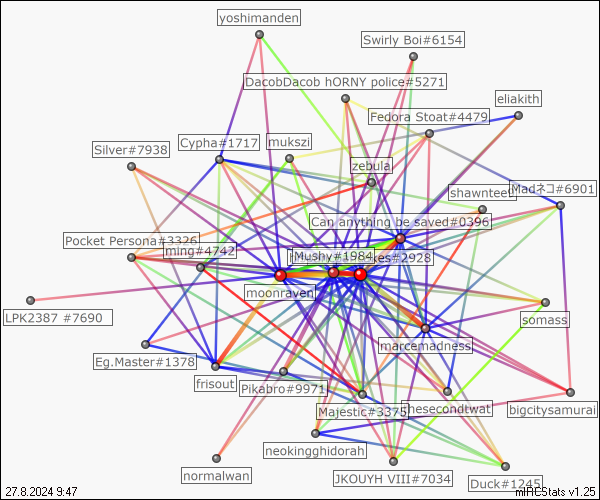 yoshimanden
Swirly Boi#6154
DacobDacob hORNY police#5271
eliakith
Fedora Stoat#4479
Cypha#1717
mukszi
Silver#7938
zebula
shawnteeth
Madネコ#6901
Can anything be saved#0396
Pocket Persona#3326
ming#4742
Mushy#1984
kes#2928
moonraven
LPK2387 #7690
somass
marcemadness
Eg.Master#1378
frisout
Pikabro#9971
thesecondtwat
Majestic#3375
bigcitysamurai
neokingghidorah
normalwan
JKOUYH VIII#7034
Duck#1245
27.8.2024 9:47
mIRCStats v1.25